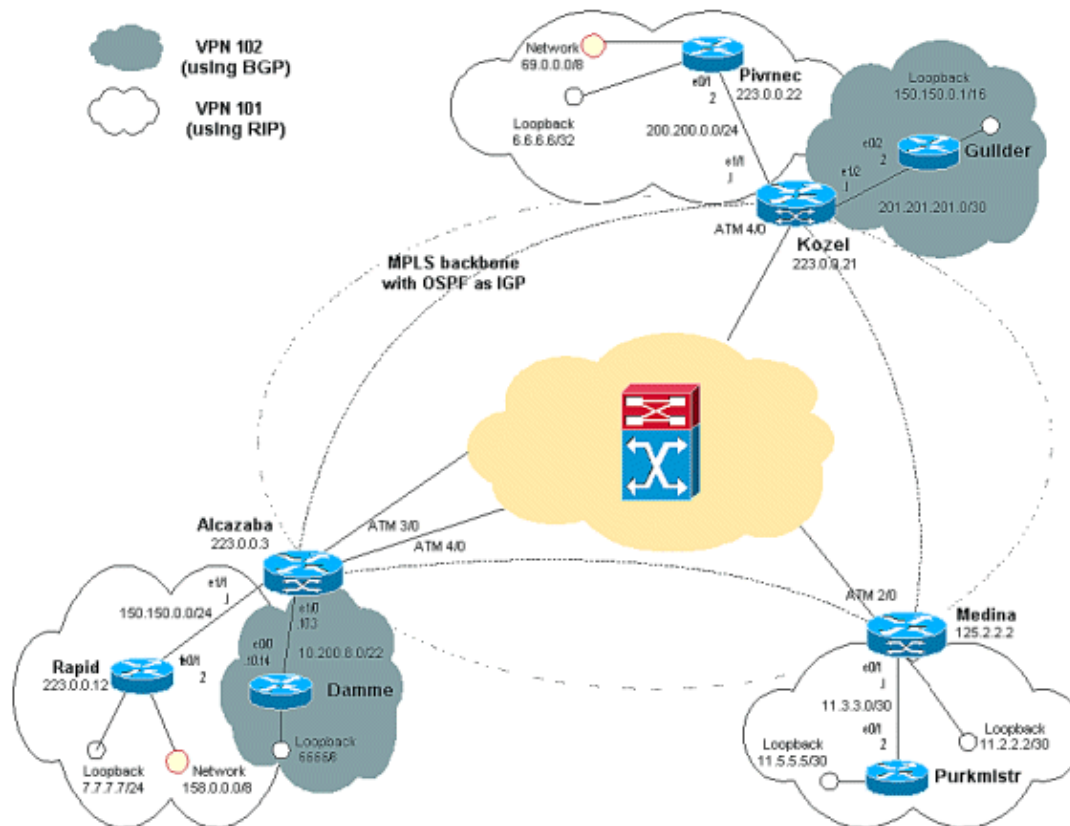 VPN 102
(using BGP)
VPN 101
(using RIP)
Network
69.0.0.0/8
Pivrnec
223.0.0.22
e0/1
2
Loopback
6.6.6.6/32
200.200.0.0/24
e1/1
.1
Loopback
150.150.0.1/16
e0/2
2
Guilder
e1/2
.1
201.201.201.0/30
ATM 4/0
Kozel
223.0.0.21
MPLS backbone
with OSPF as IGP
Alcazaba
223.0.0.3
ATM 3/0
ATM 4/0
e1/1
.1
150.150.0.0/24
e1/0
.103
e0/0
10.200.8.0/22
Rapid
223.0.0.12
2
Damme
Loopback
7.7.7.7/24
Network
158.0.0.0/8
Loopback
ATM 2/0
Medina
125.2.2.2
e0/1
.1
11.3.3.0/30
e0/1
2
Loopback
11.2.2.2/30
Loopback
11.5.5.5/30
Purkmistr